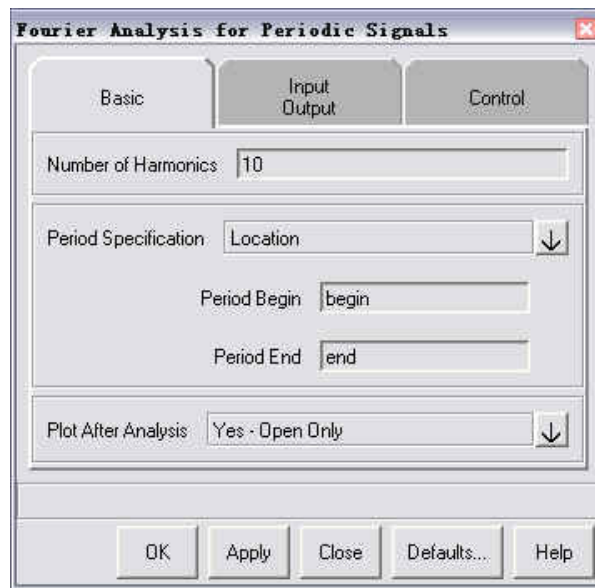 Fourier Analysis for Periodic Signals
Basic
Input
Output
Control
Number of Harmonics 10
Period Specification Location
Period Begin begin
Period End end
Plot After Analysis Yes - Open Only
OK Apply Close Defaults... Help